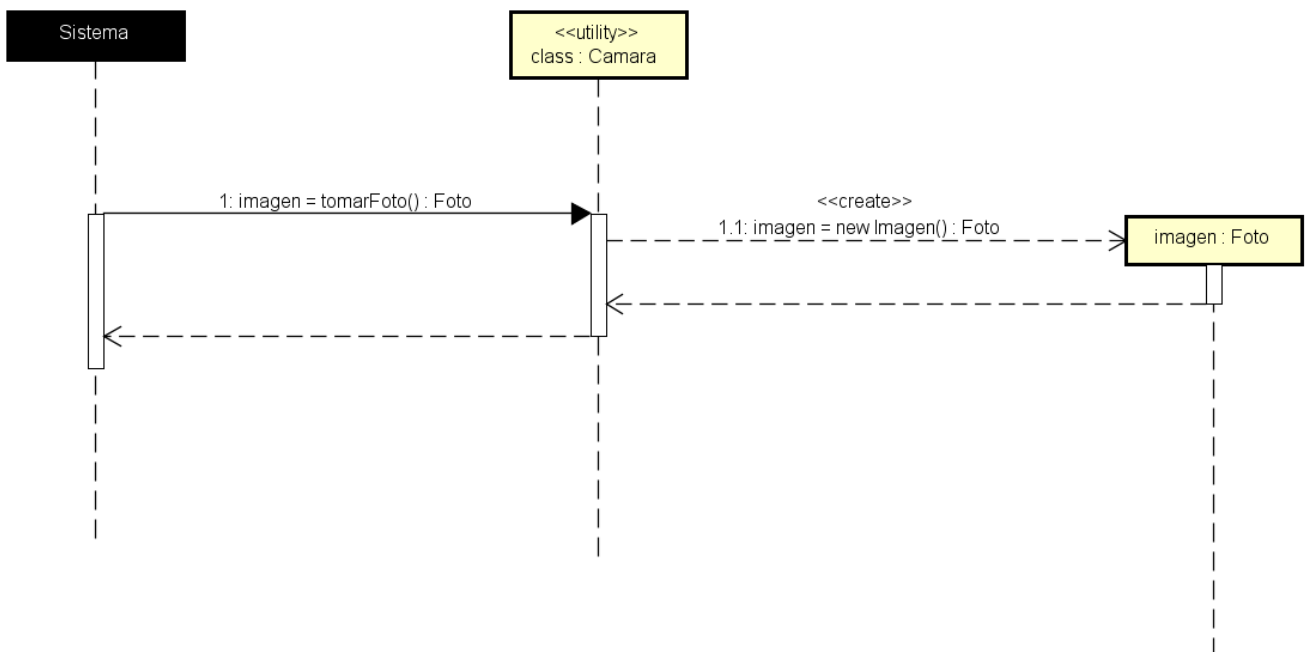 Sistema
<<utility>>
class : Camara
1: imagen = tomarFoto() : Foto
<<create>>
1.1: imagen = new Imagen() : Foto
imagen : Foto